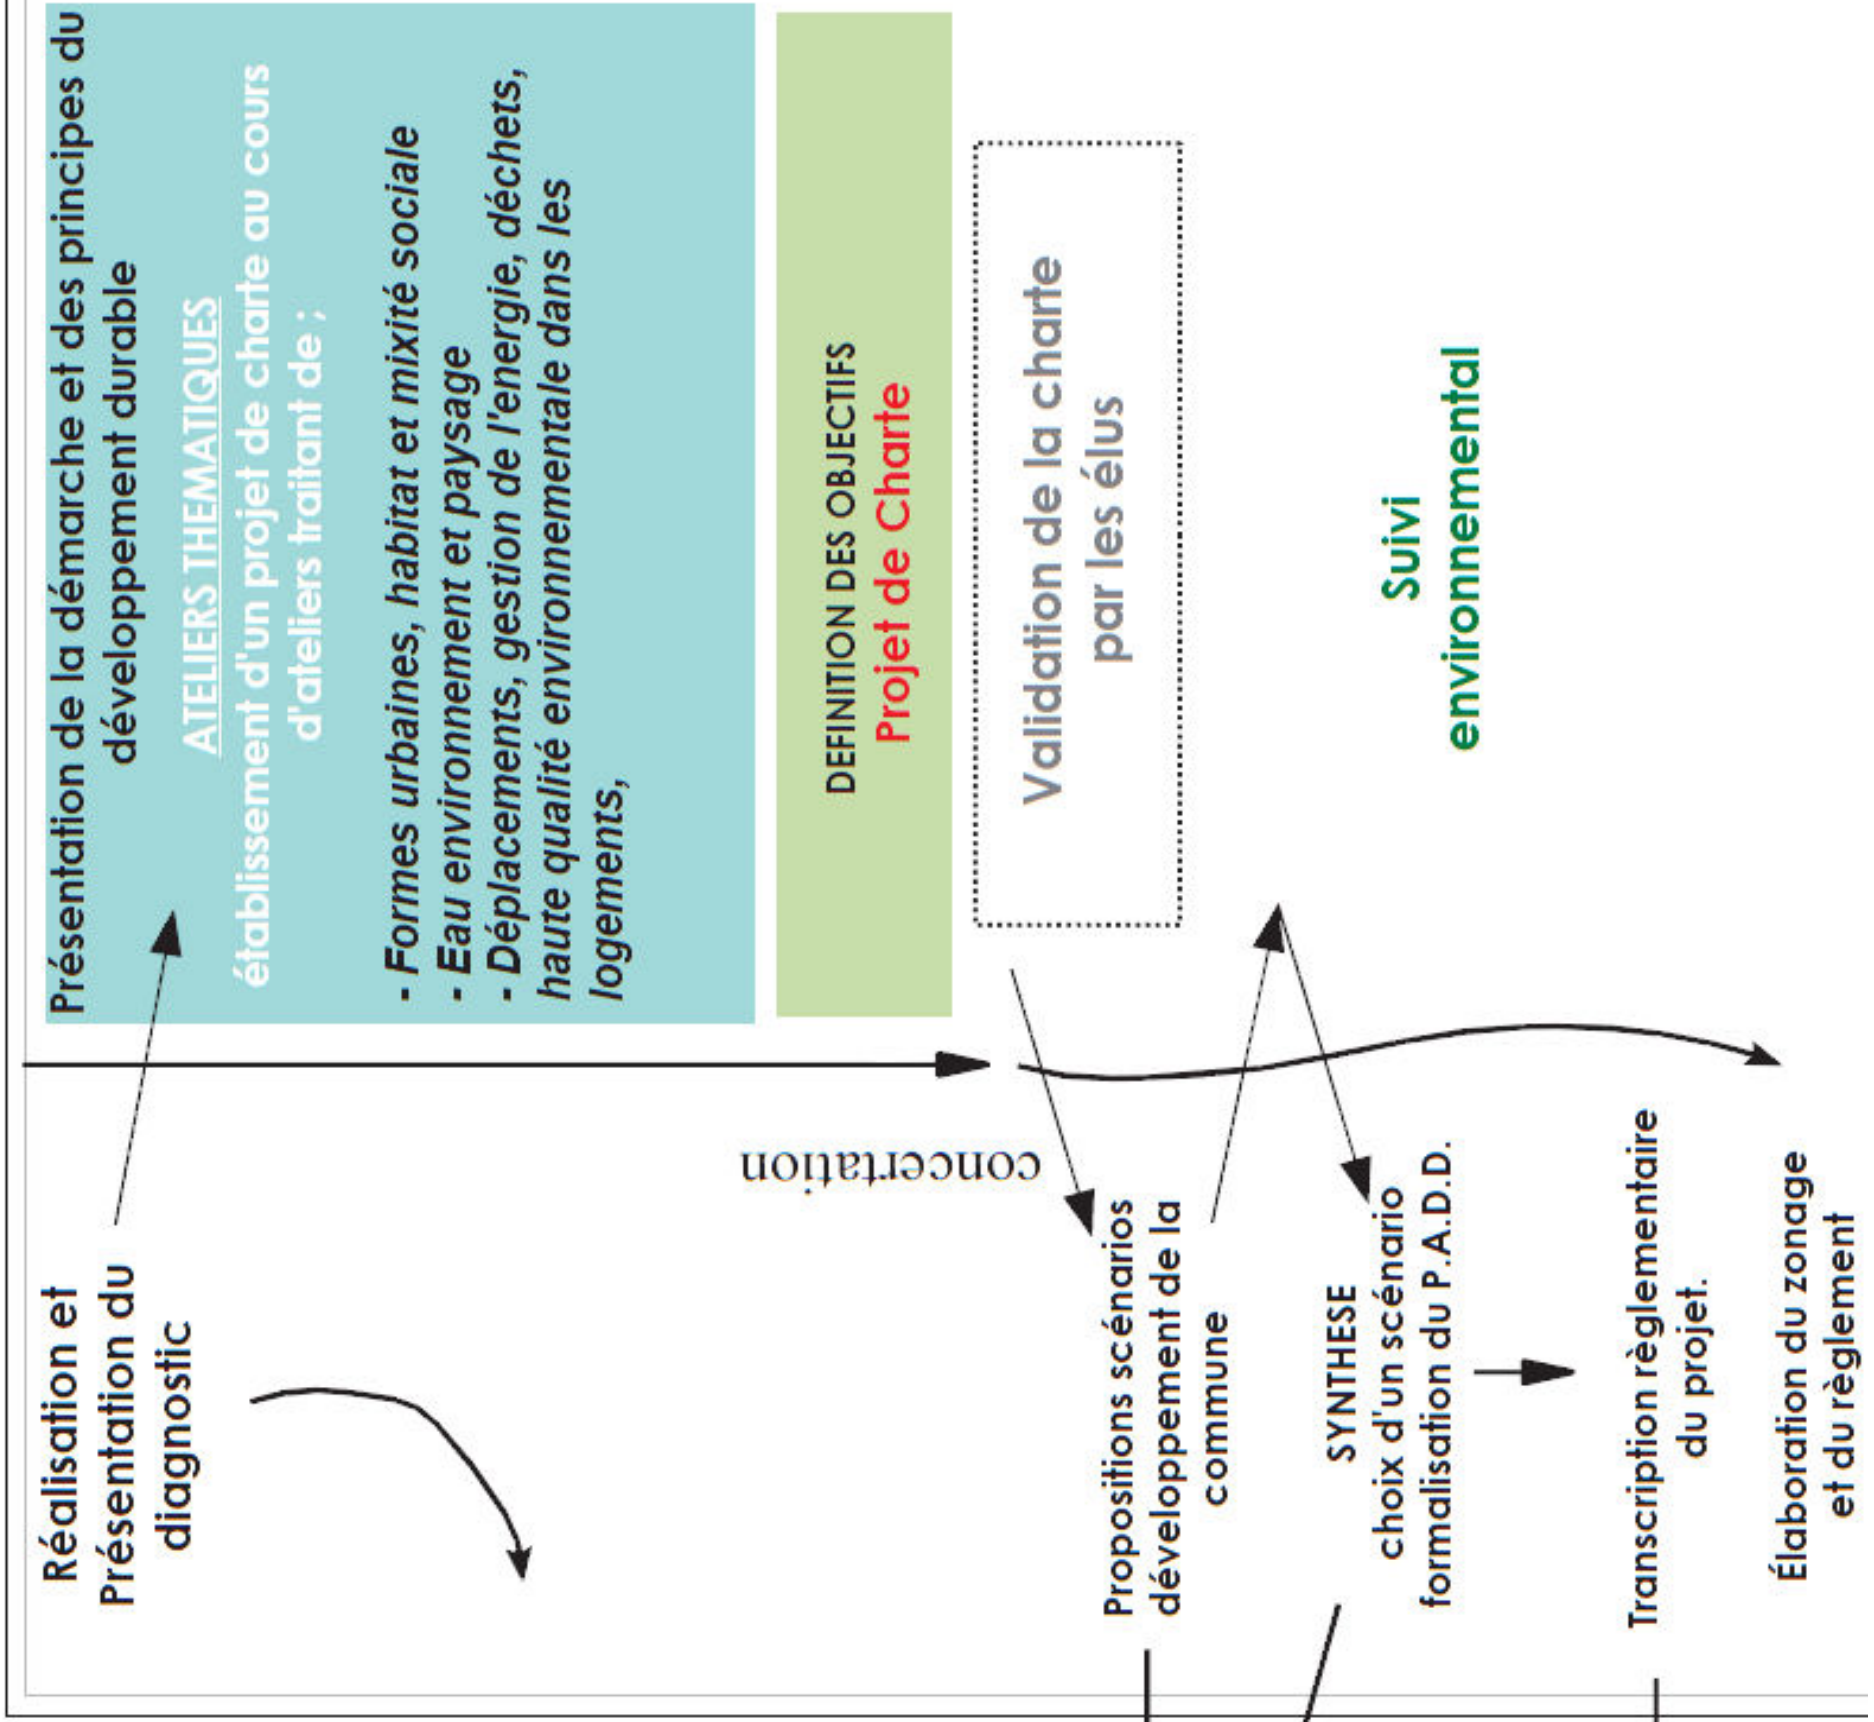 Présentation de la démarche et des principes du
développement durable
ATELIERS THEMATIQUES
établissement d'un projet de charte au cours
d'ateliers traitant de ;
- Formes urbaines, habitat et mixité sociale
- Eau environnement et paysage
- Déplacements, gestion de l'energie, déchets,
haute qualité environnementale dans les
logements,
DEFINITION DES OBJECTIFS
Projet de Charte
Validation de la charte
par les élus
Suivi
environnemental
Réalisation et
Présentation du
diagnostic
concertation
Propositions scénarios
développement de la
commune
SYNTHESE
choix d'un scénario
formalisation du P.A.D.D.
Transcription règlementaire
du projet.
Élaboration du zonage
et du règlement